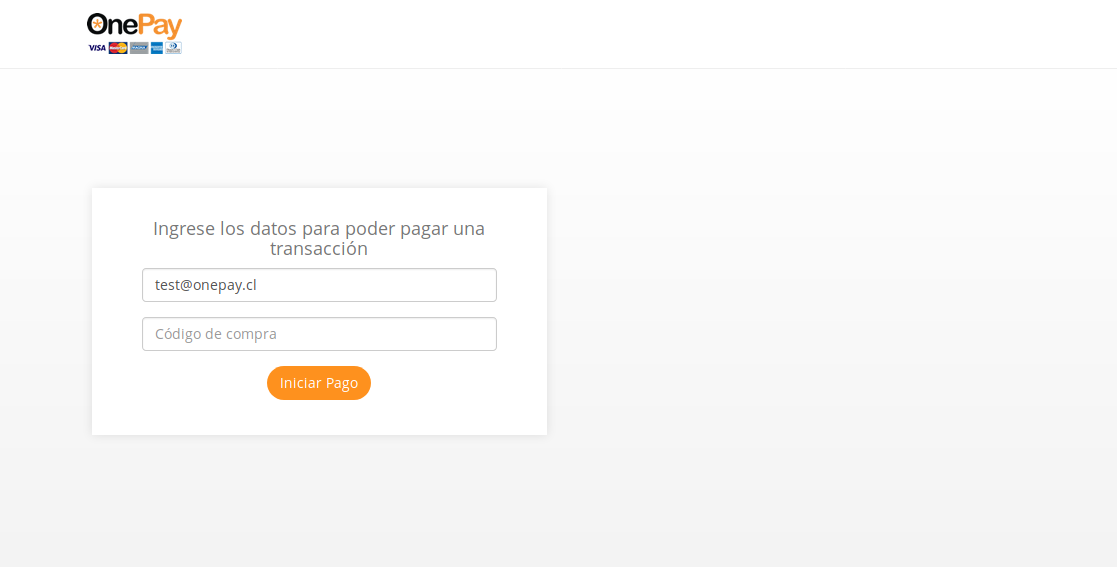 OnePay
VISA
Ingrese los datos para poder pagar una
transacción
test@onepay.cl
Código de compra
Iniciar Pago